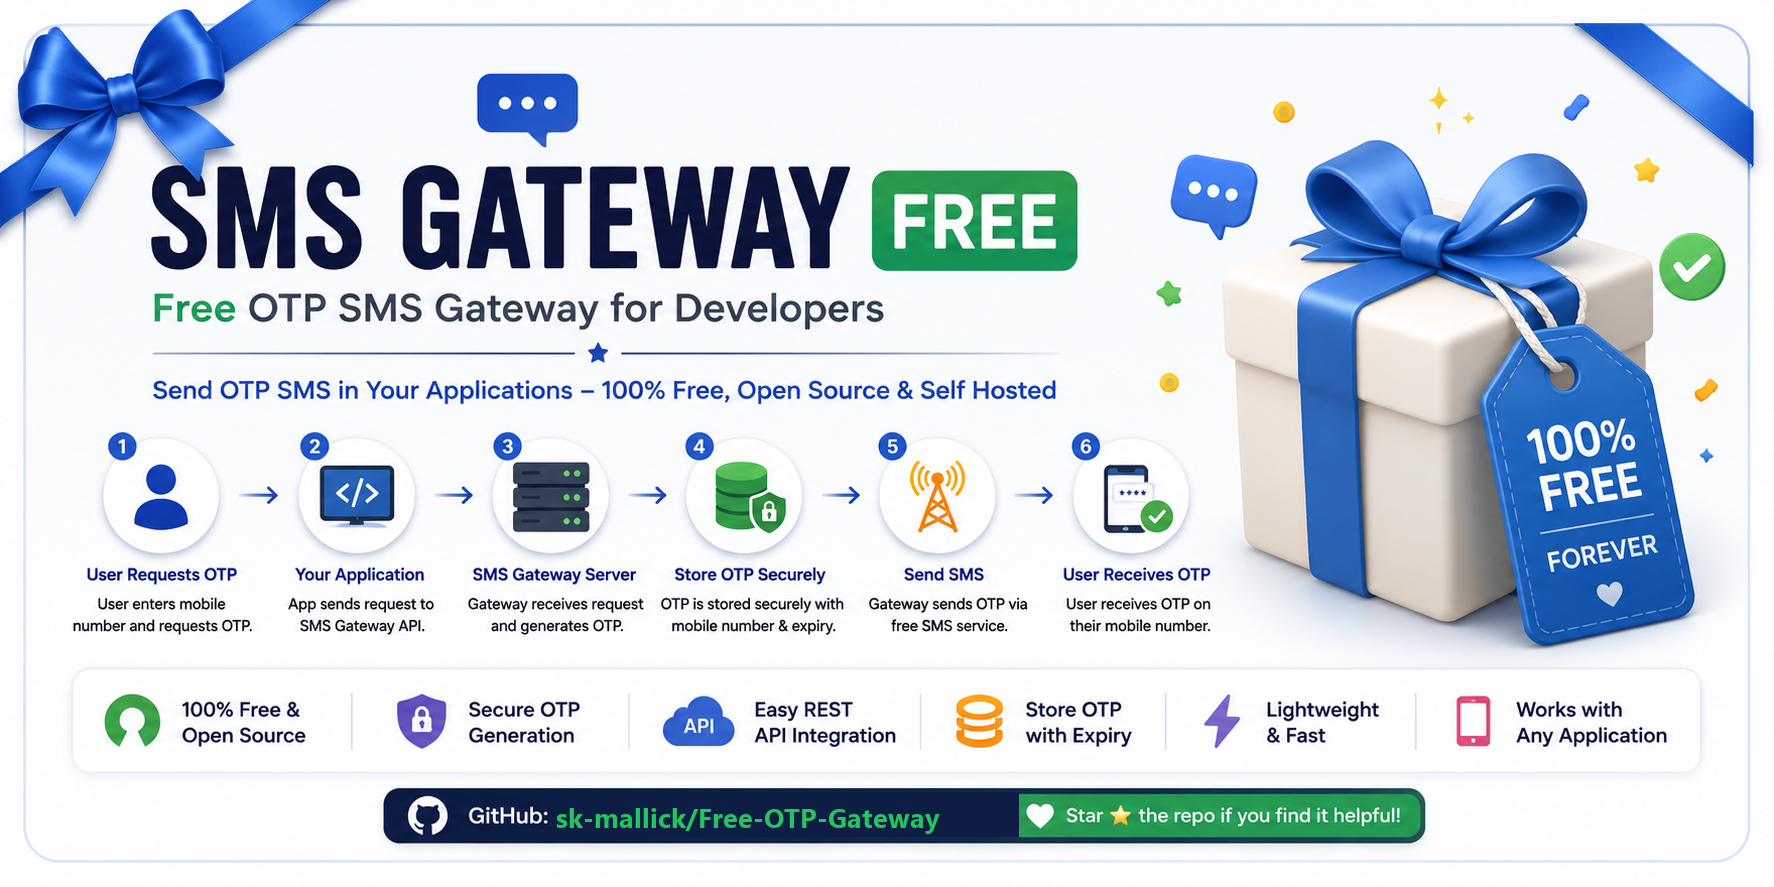 SMS GATEWAY FREE
Free OTP SMS Gateway for Developers
Send OTP SMS in Your Applications – 100% Free, Open Source & Self Hosted
1
User Requests OTP
User enters mobile
number and requests OTP.
2
</>
Your Application
App sends request to
SMS Gateway API.
3
SMS Gateway Server
Gateway receives request
and generates OTP.
4
Store OTP Securely
OTP is stored securely with
mobile number & expiry.
5
Send SMS
Gateway sends OTP via
free SMS service.
6
****
User Receives OTP
User receives OTP on
their mobile number.
100%
FREE
FOREVER
100% Free &
Open Source
Secure OTP
Generation
API
Easy REST
API Integration
Store OTP
with Expiry
Lightweight
& Fast
Works with
Any Application
GitHub: sk-mallick/Free-OTP-Gateway
Star ⭐ the repo if you find it helpful!